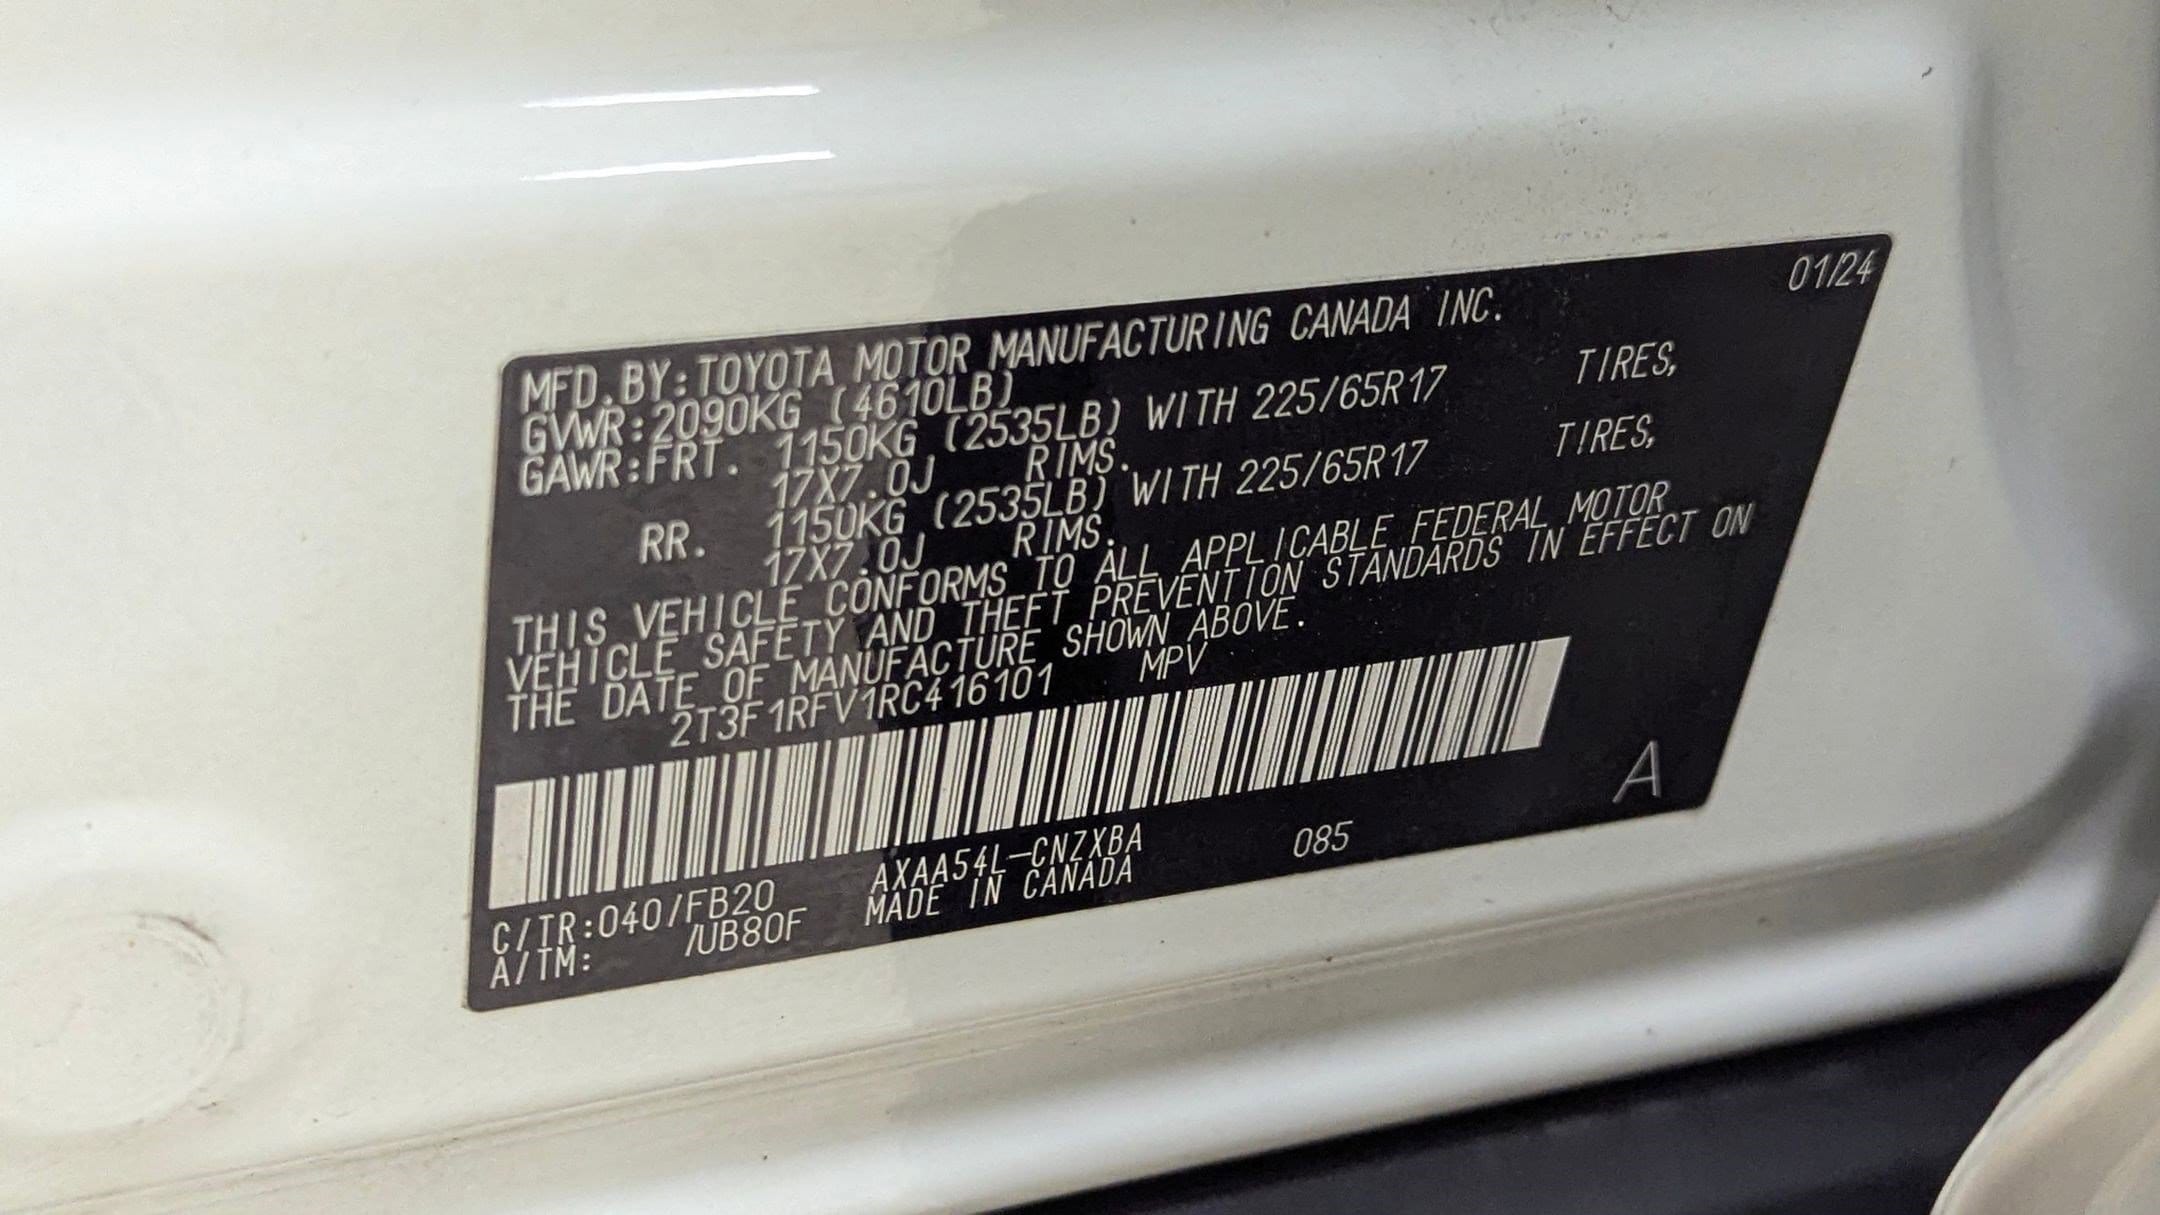 01/24
MFD.BY:TOYOTA MOTOR MANUFACTURING CANADA INC.
GVWR:2090KG (4610LB)
GAWR:FRT. 1150KG (2535LB) WITH 225/65R17 TIRES,
17X7.0J RIMS.
RR. 1150KG (2535LB) WITH 225/65R17 TIRES,
17X7.0J RIMS.
THIS VEHICLE CONFORMS TO ALL APPLICABLE FEDERAL MOTOR
VEHICLE SAFETY AND THEFT PREVENTION STANDARDS IN EFFECT ON
THE DATE OF MANUFACTURE SHOWN ABOVE.
2T3F1RFV1RC416101 MPV
A
C/TR:040/FB20 AXAA54L-CNZXBA 085
A/TM: /UB80F MADE IN CANADA